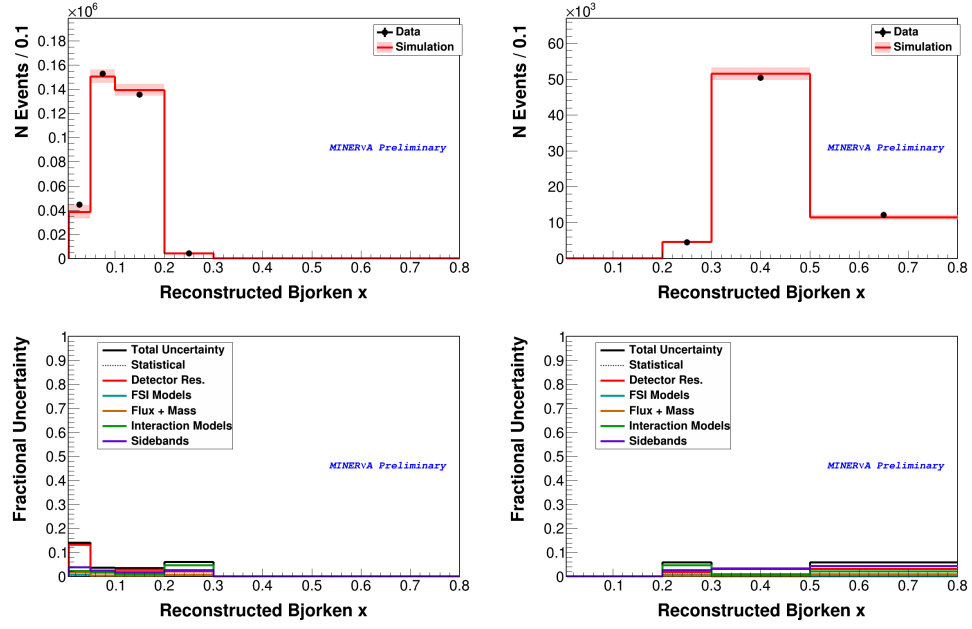 ×10⁶
N Events / 0.1
0.18
0.16
0.14
0.12
0.1
0.08
0.06
0.04
0.02
0
0.1 0.2 0.3 0.4 0.5 0.6 0.7 0.8
Reconstructed Bjorken x
Data
Simulation
MINERνA Preliminary
×10³
N Events / 0.1
60
50
40
30
20
10
0
0.1 0.2 0.3 0.4 0.5 0.6 0.7 0.8
Reconstructed Bjorken x
Data
Simulation
MINERνA Preliminary
Fractional Uncertainty
1
0.9
0.8
0.7
0.6
0.5
0.4
0.3
0.2
0.1
0
0.1 0.2 0.3 0.4 0.5 0.6 0.7 0.8
Reconstructed Bjorken x
Total Uncertainty
Statistical
Detector Res.
FSI Models
Flux + Mass
Interaction Models
Sidebands
MINERνA Preliminary
Fractional Uncertainty
1
0.9
0.8
0.7
0.6
0.5
0.4
0.3
0.2
0.1
0
0.1 0.2 0.3 0.4 0.5 0.6 0.7 0.8
Reconstructed Bjorken x
Total Uncertainty
Statistical
Detector Res.
FSI Models
Flux + Mass
Interaction Models
Sidebands
MINERνA Preliminary